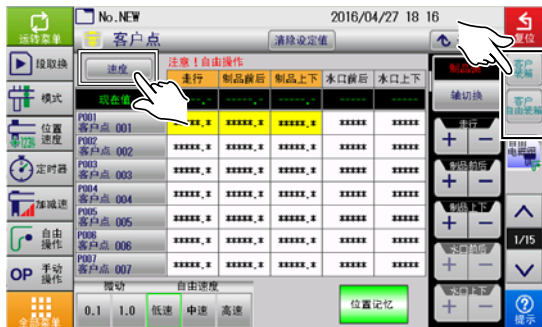 No.NEW 2016/04/27 18 16
运转菜单
客户点
清除设定值
复位
段取换
模式
位置
速度
定时器
加减速
自由
操作
OP 手动
操作
全部菜单
速度
注意!自由操作
走行 制品前后 制品上下 水口前后 水口上下
现在值
P001
客户点 001 *****.* *****.* *****.* ***** *****
P002
客户点 002 *****.* *****.* *****.* ***** *****
P003
客户点 003 *****.* *****.* *****.* ***** *****
P004
客户点 004 *****.* *****.* *****.* ***** *****
P005
客户点 005 *****.* *****.* *****.* ***** *****
P006
客户点 006 *****.* *****.* *****.* ***** *****
P007
客户点 007 *****.* *****.* *****.* ***** *****
微动 自由速度
0.1 1.0 低速 中速 高速
位置记忆
轴切换
走行
+ −
制品前后
+ −
制品上下
+ −
水口前后
+ −
水口上下
+ −
客户
自由
电磁阀
1/15
提示